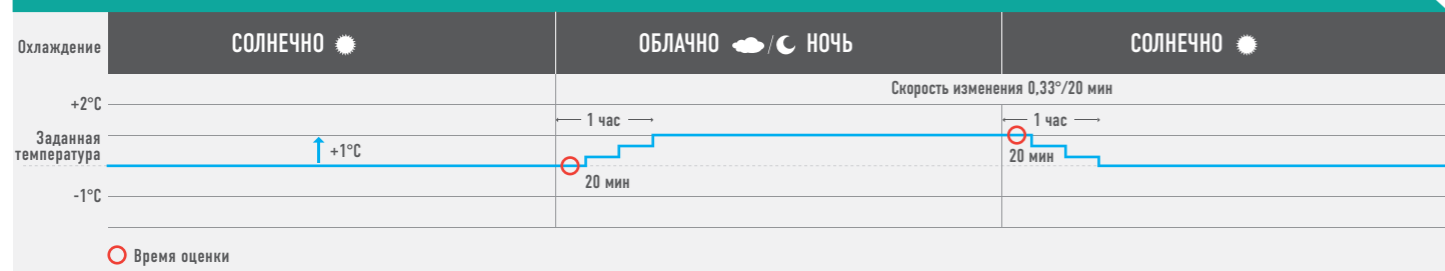 Охлаждение
СОЛНЕЧНО
ОБЛАЧНО / НОЧЬ
СОЛНЕЧНО
Скорость изменения 0,33°/20 мин
+2°C
1 час
1 час
Заданная
температура
+1°C
20 мин
20 мин
-1°C
Время оценки